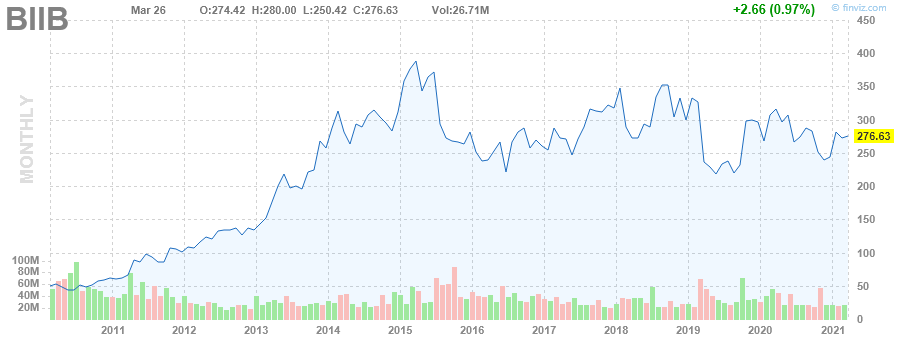 BIIB
Mar 26 O:274.42 H:280.00 L:250.42 C:276.63 Vol:26.71M +2.66 (0.97%)
© finviz.com
MONTHLY
450
400
350
300
276.63
250
200
150
100
50
0
100M
80M
60M
40M
20M
2011 2012 2013 2014 2015 2016 2017 2018 2019 2020 2021